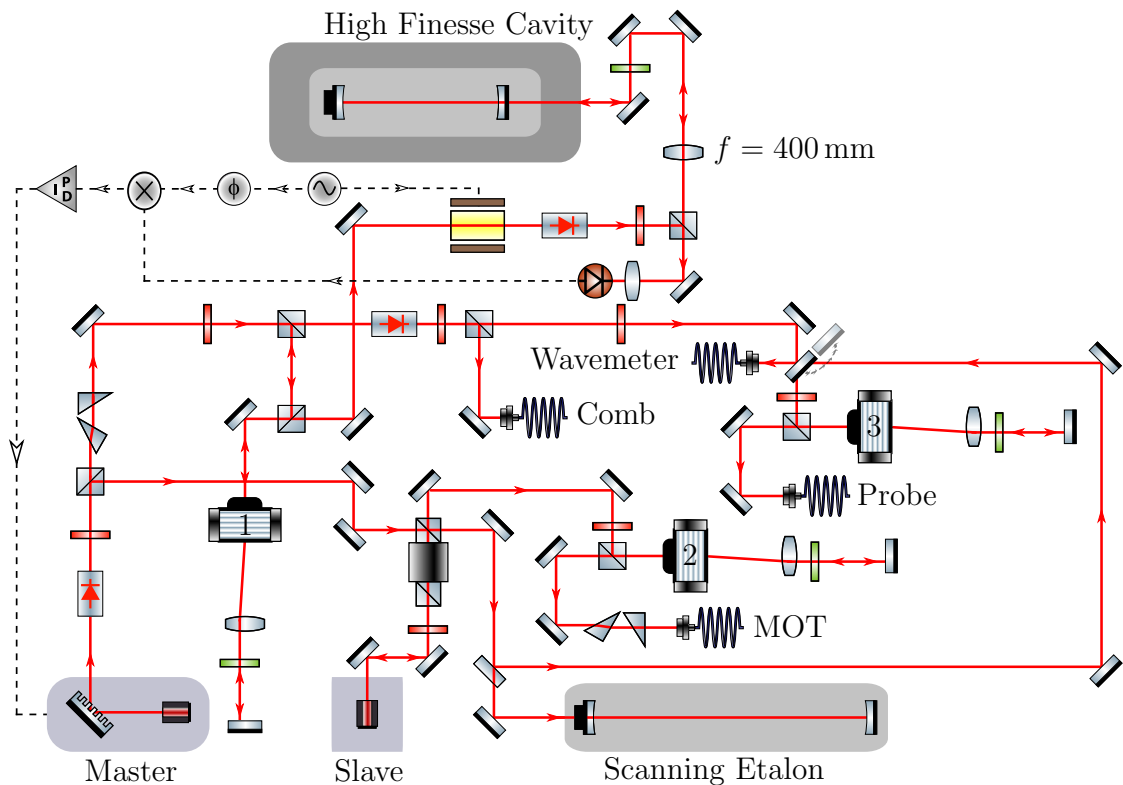 High Finesse Cavity
f = 400 mm
P
I
D
ϕ
Wavemeter
Comb
3
Probe
1
2
MOT
Master
Slave
Scanning Etalon